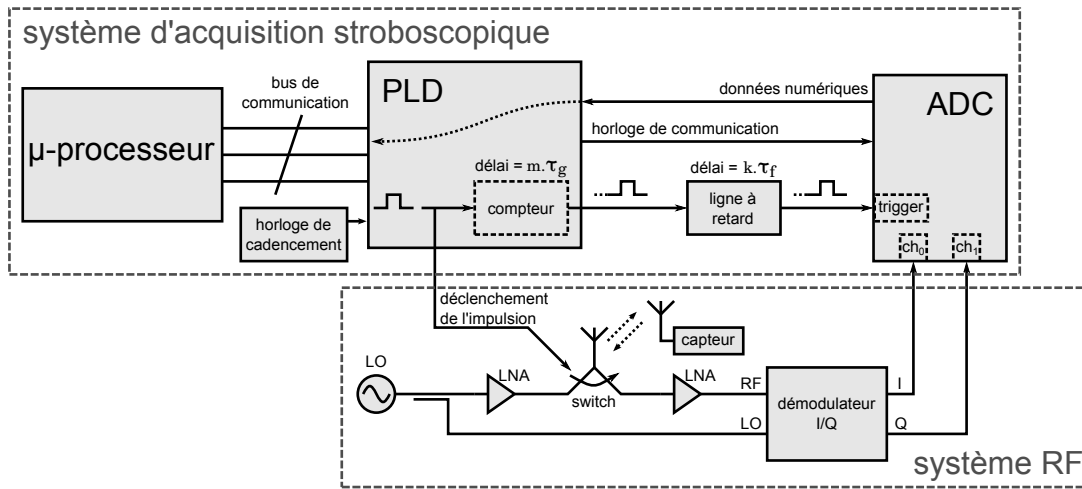 système d'acquisition stroboscopique
bus de
communication
PLD
ADC
données numériques
µ-processeur
horloge de communication
délai = m.τg
délai = k.τf
compteur
ligne à
retard
trigger
horloge de
cadencement
ch0
ch1
déclenchement
de l'impulsion
capteur
LO
LNA
LNA
RF
I
switch
démodulateur
I/Q
LO
Q
système RF